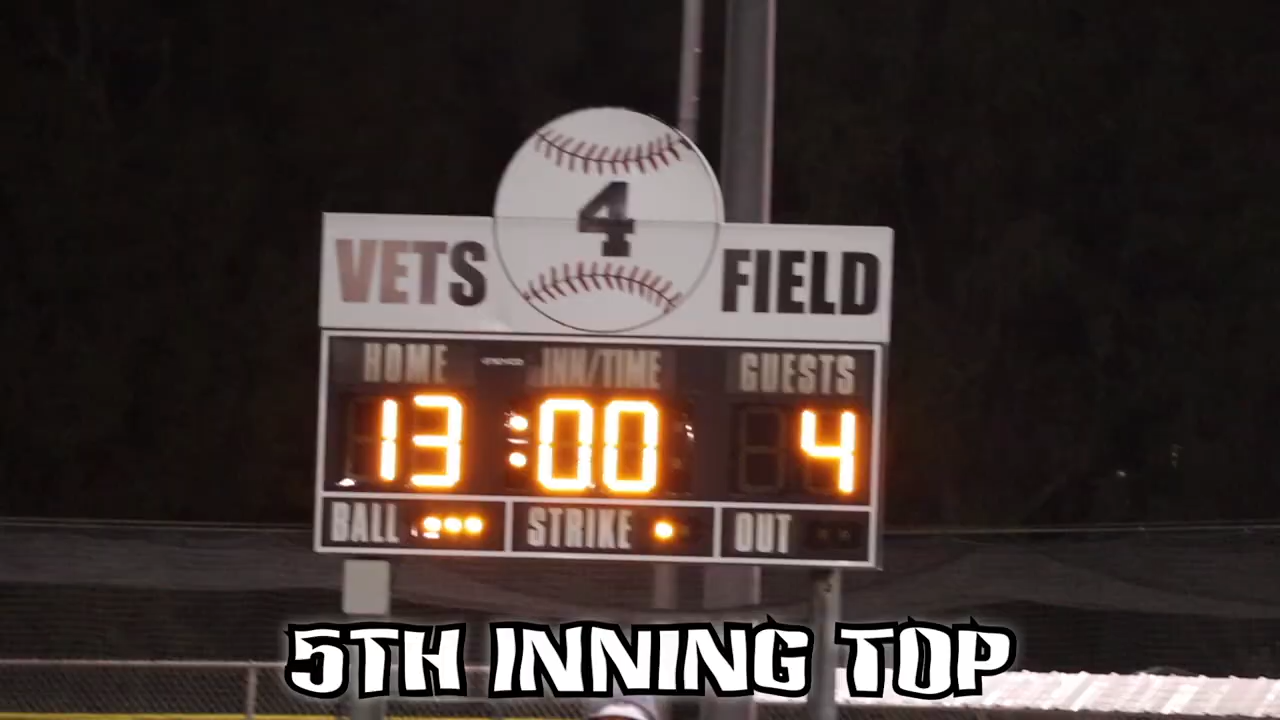 4
VETS FIELD
HOME INN/TIME GUESTS
13 :00 4
BALL STRIKE OUT
5TH INNING TOP